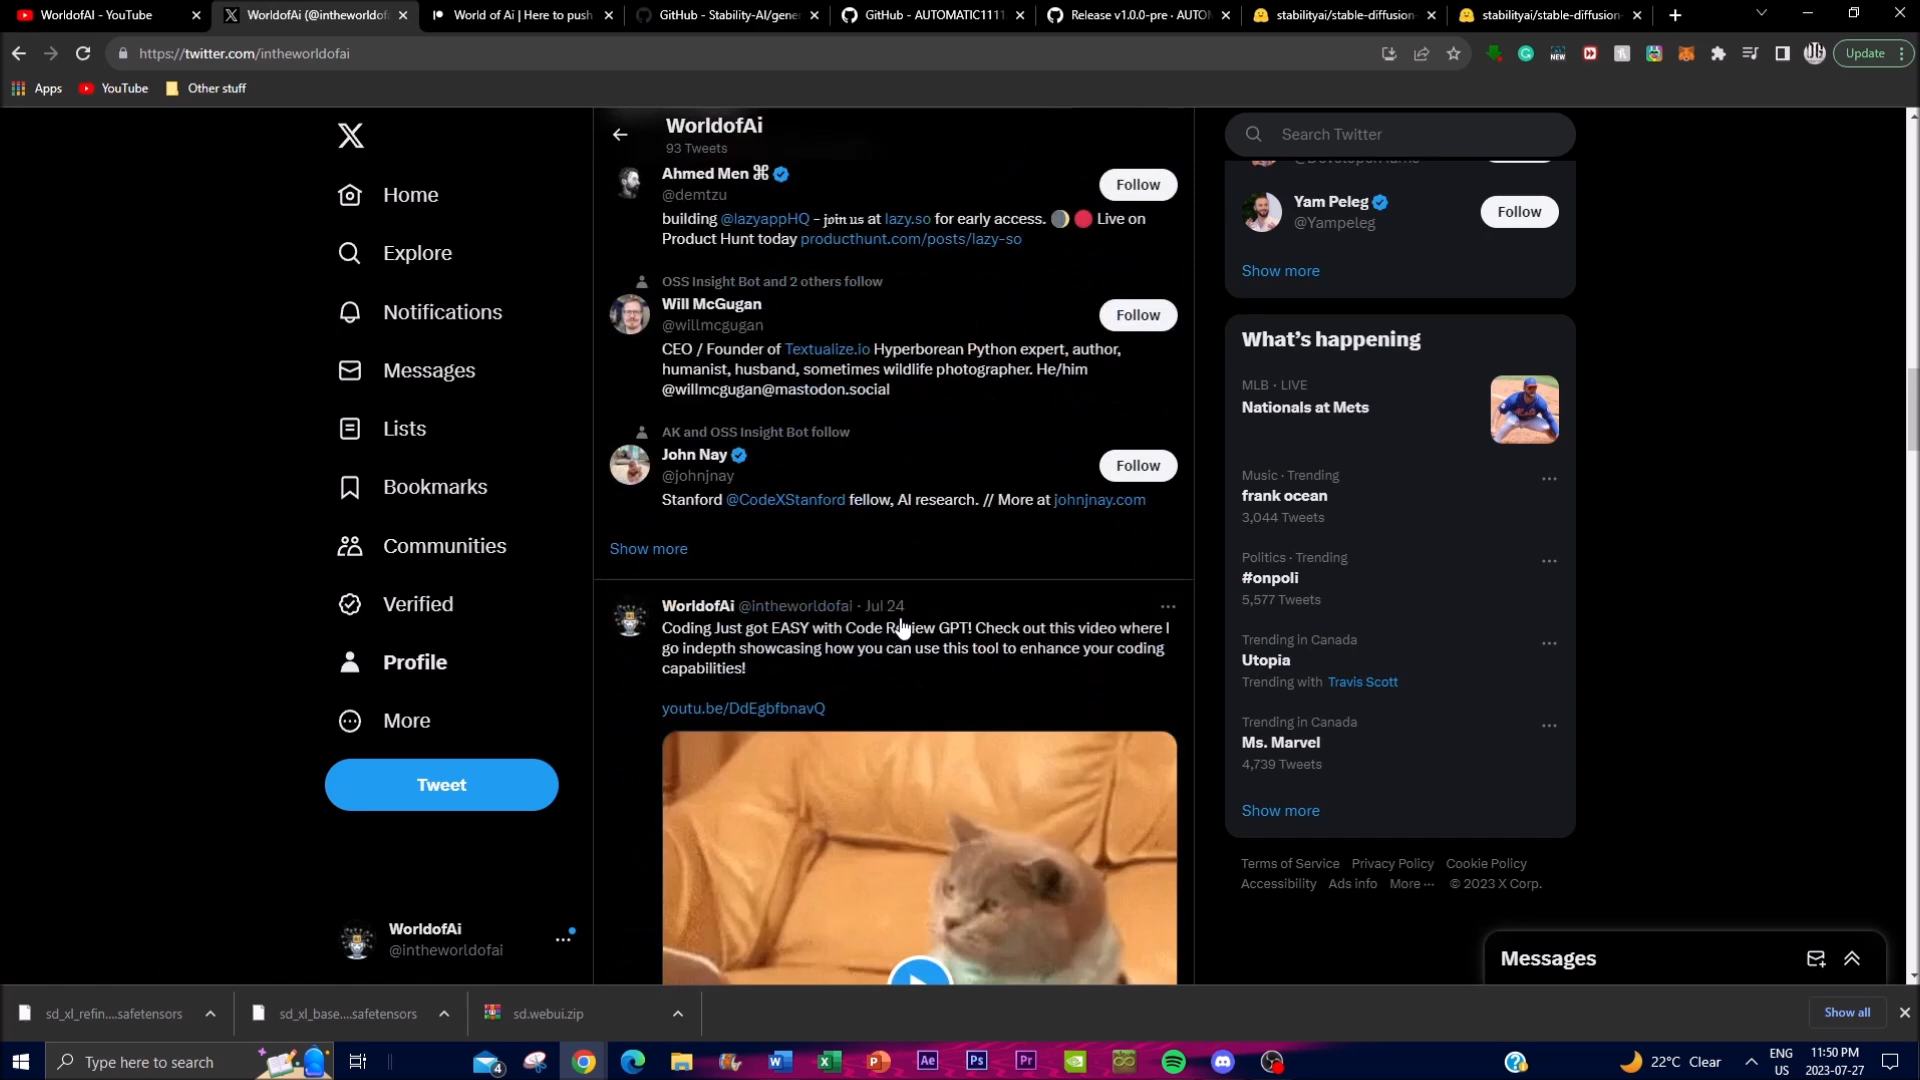 WorldofAI - YouTube
WorldofAi (@intheworldof
World of Ai | Here to push
GitHub - Stability-AI/gene
GitHub - AUTOMATIC1111
Release v1.0.0-pre · AUTO
stabilityai/stable-diffusion
stabilityai/stable-diffusion
https://twitter.com/intheworldofai
Update
Apps
YouTube
Other stuff
Home
Explore
Notifications
Messages
Lists
Bookmarks
Communities
Verified
Profile
More
Tweet
WorldofAi
@intheworldofai
WorldofAi
93 Tweets
Ahmed Men ⌘
@demtzu
Follow
building @lazyappHQ – 𝖏𝖔𝖎𝖓 𝖚𝖘 at lazy.so for early access. 🌖 🔴 Live on
Product Hunt today producthunt.com/posts/lazy-so
OSS Insight Bot and 2 others follow
Will McGugan
@willmcgugan
Follow
CEO / Founder of Textualize.io Hyperborean Python expert, author,
humanist, husband, sometimes wildlife photographer. He/him
@willmcgugan@mastodon.social
AK and OSS Insight Bot follow
John Nay
@johnjnay
Follow
Stanford @CodeXStanford fellow, AI research. // More at johnjnay.com
Show more
WorldofAi @intheworldofai · Jul 24
Coding Just got EASY with Code Review GPT! Check out this video where I
go indepth showcasing how you can use this tool to enhance your coding
capabilities!
youtu.be/DdEgbfbnavQ
Search Twitter
Yam Peleg
@Yampeleg
Follow
Show more
What's happening
MLB · LIVE
Nationals at Mets
Music · Trending
frank ocean
3,044 Tweets
Politics · Trending
#onpoli
5,577 Tweets
Trending in Canada
Utopia
Trending with Travis Scott
Trending in Canada
Ms. Marvel
4,739 Tweets
Show more
Terms of Service Privacy Policy Cookie Policy
Accessibility Ads info More ··· © 2023 X Corp.
Messages
sd_xl_refin....safetensors
sd_xl_base....safetensors
sd.webui.zip
Show all
Type here to search
4
W
X
P
Ae
Ps
Pr
22°C Clear
ENG
US
11:50 PM
2023-07-27